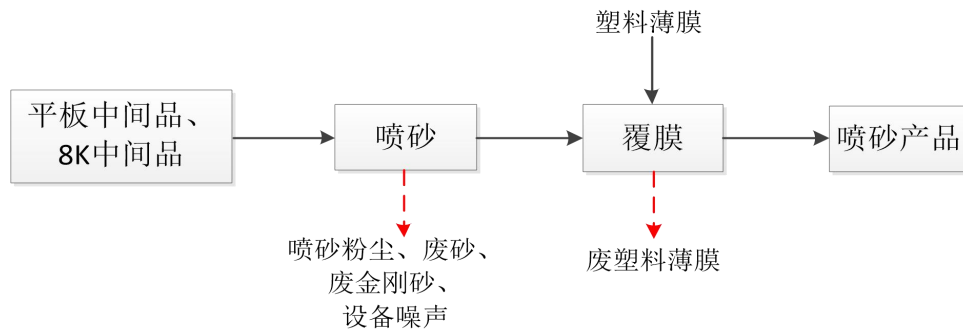 塑料薄膜
平板中间品、
8K中间品
喷砂
覆膜
喷砂产品
喷砂粉尘、废砂、
废金刚砂、
设备噪声
废塑料薄膜